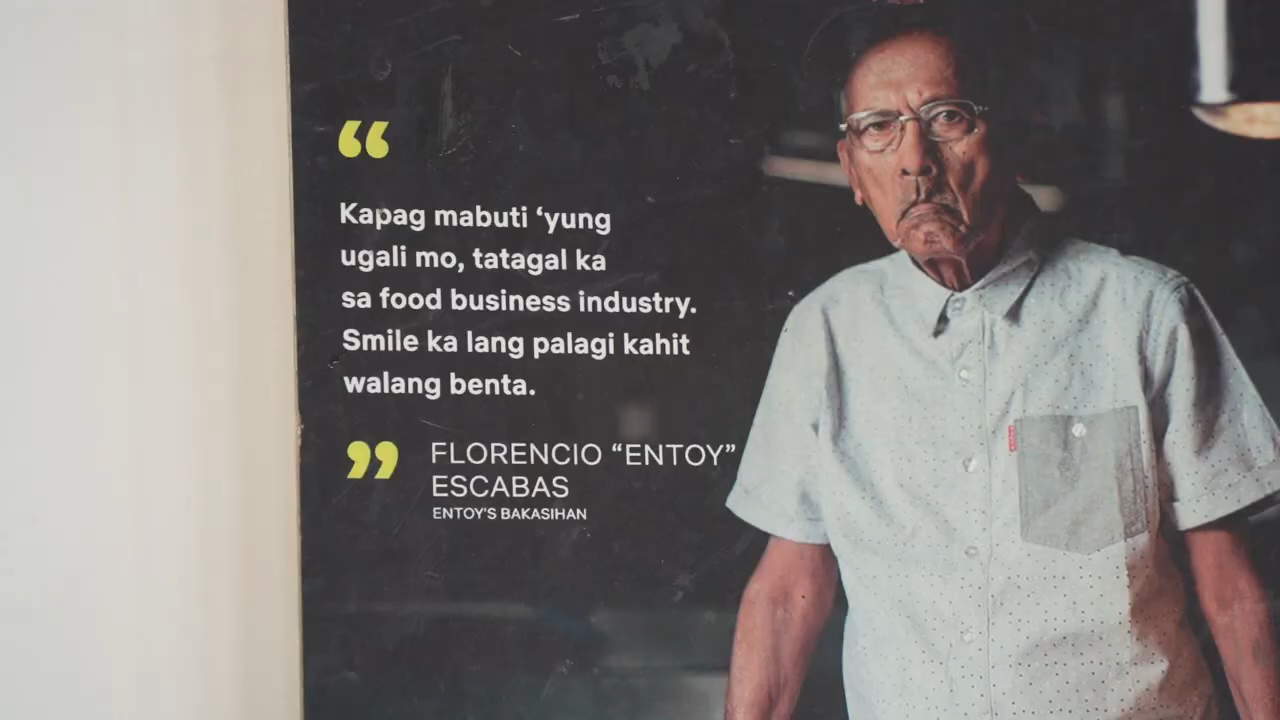 “
Kapag mabuti ‘yung
ugali mo, tatagal ka
sa food business industry.
Smile ka lang palagi kahit
walang benta.
”
FLORENCIO “ENTOY”
ESCABAS
ENTOY'S BAKASIHAN